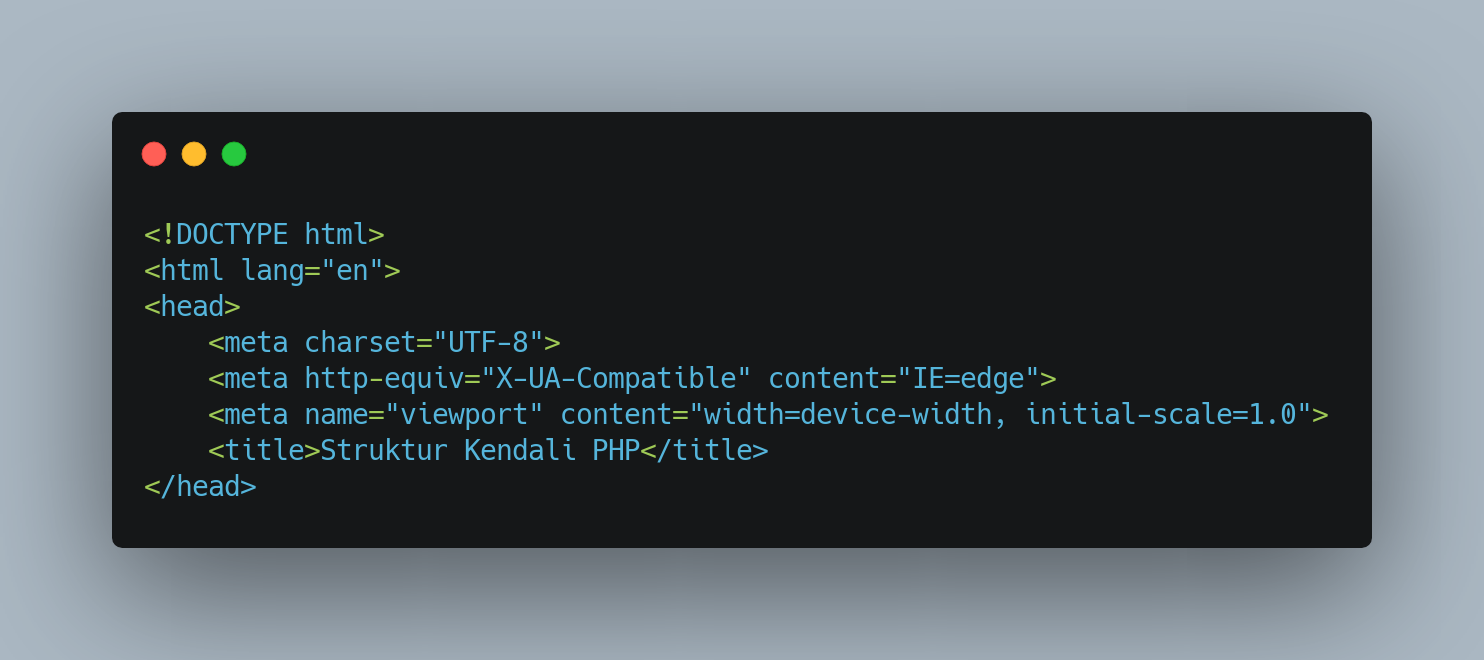 <!DOCTYPE html>
<html lang="en">
<head>
    <meta charset="UTF-8">
    <meta http-equiv="X-UA-Compatible" content="IE=edge">
    <meta name="viewport" content="width=device-width, initial-scale=1.0">
    <title>Struktur Kendali PHP</title>
</head>